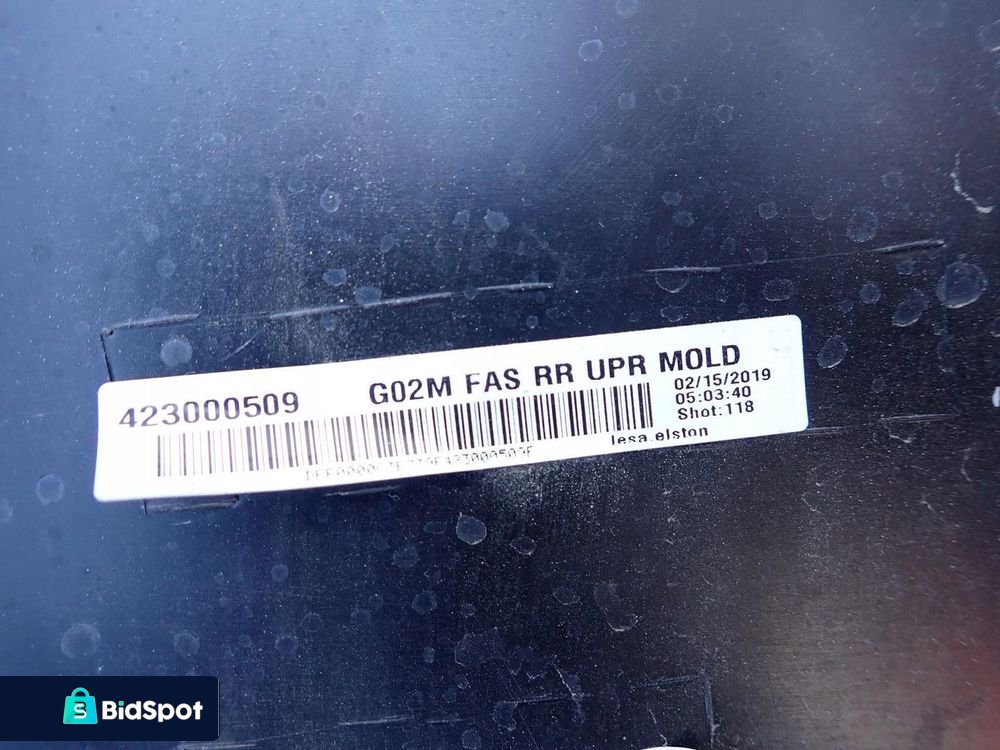 G02M FAS RR UPR MOLD
423000509
02/15/2019
05:03:40
Shot:118
lesa.elston
BidSpot